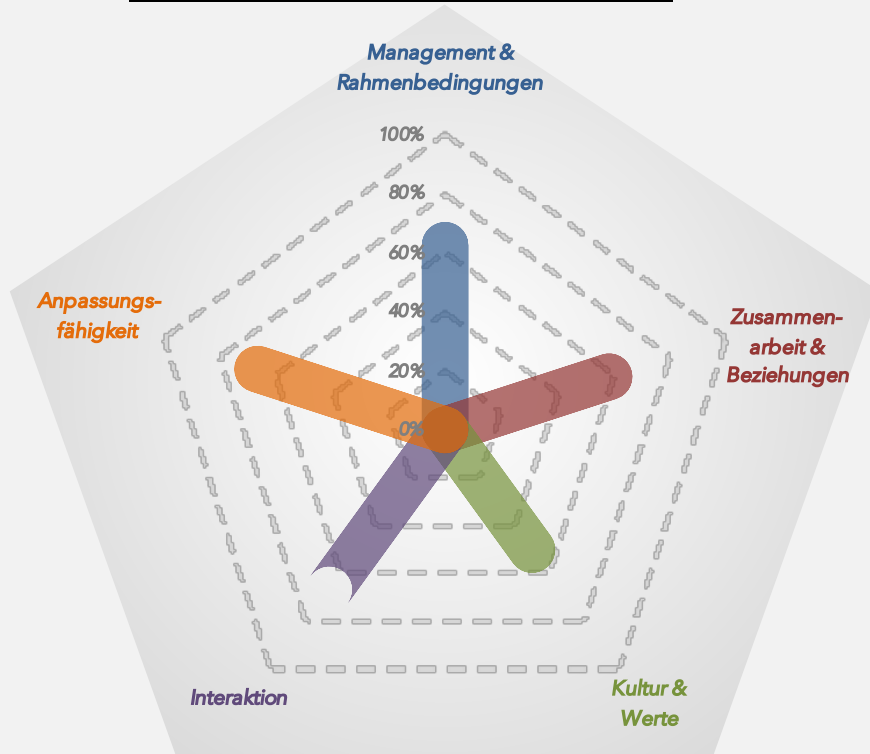 Management &
Rahmenbedingungen
100%
80%
60%
40%
20%
0%
Anpassungs-
fähigkeit
Zusammen-
arbeit &
Beziehungen
Interaktion
Kultur &
Werte